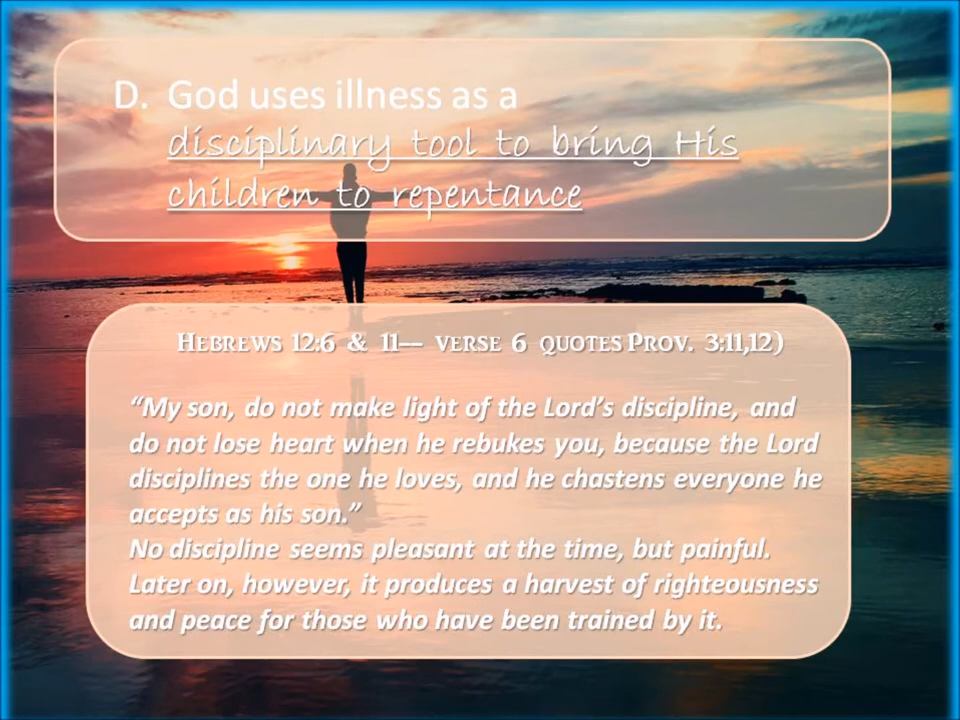 D. God uses illness as a
disciplinary tool to bring His
children to repentance
Hebrews 12:6 & 11-- verse 6 quotes Prov. 3:11,12)
“My son, do not make light of the Lord’s discipline, and
do not lose heart when he rebukes you, because the Lord
disciplines the one he loves, and he chastens everyone he
accepts as his son.”
No discipline seems pleasant at the time, but painful.
Later on, however, it produces a harvest of righteousness
and peace for those who have been trained by it.